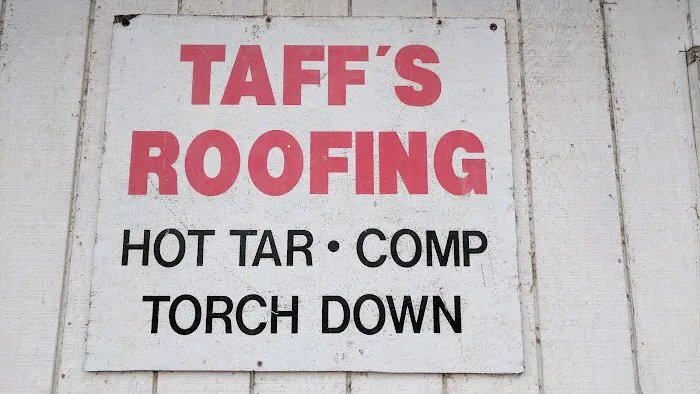 TAFF'S
ROOFING
HOT TAR • COMP
TORCH DOWN